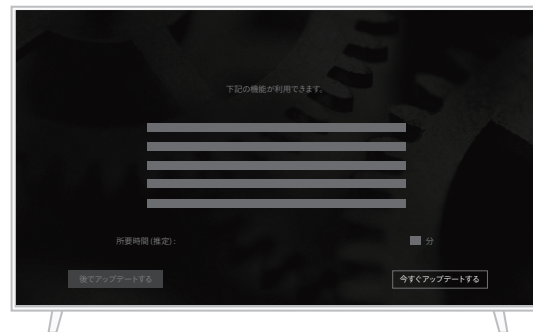 下記の機能が利用できます。
所要時間 (推定) :
分
後でアップデートする
今すぐアップデートする